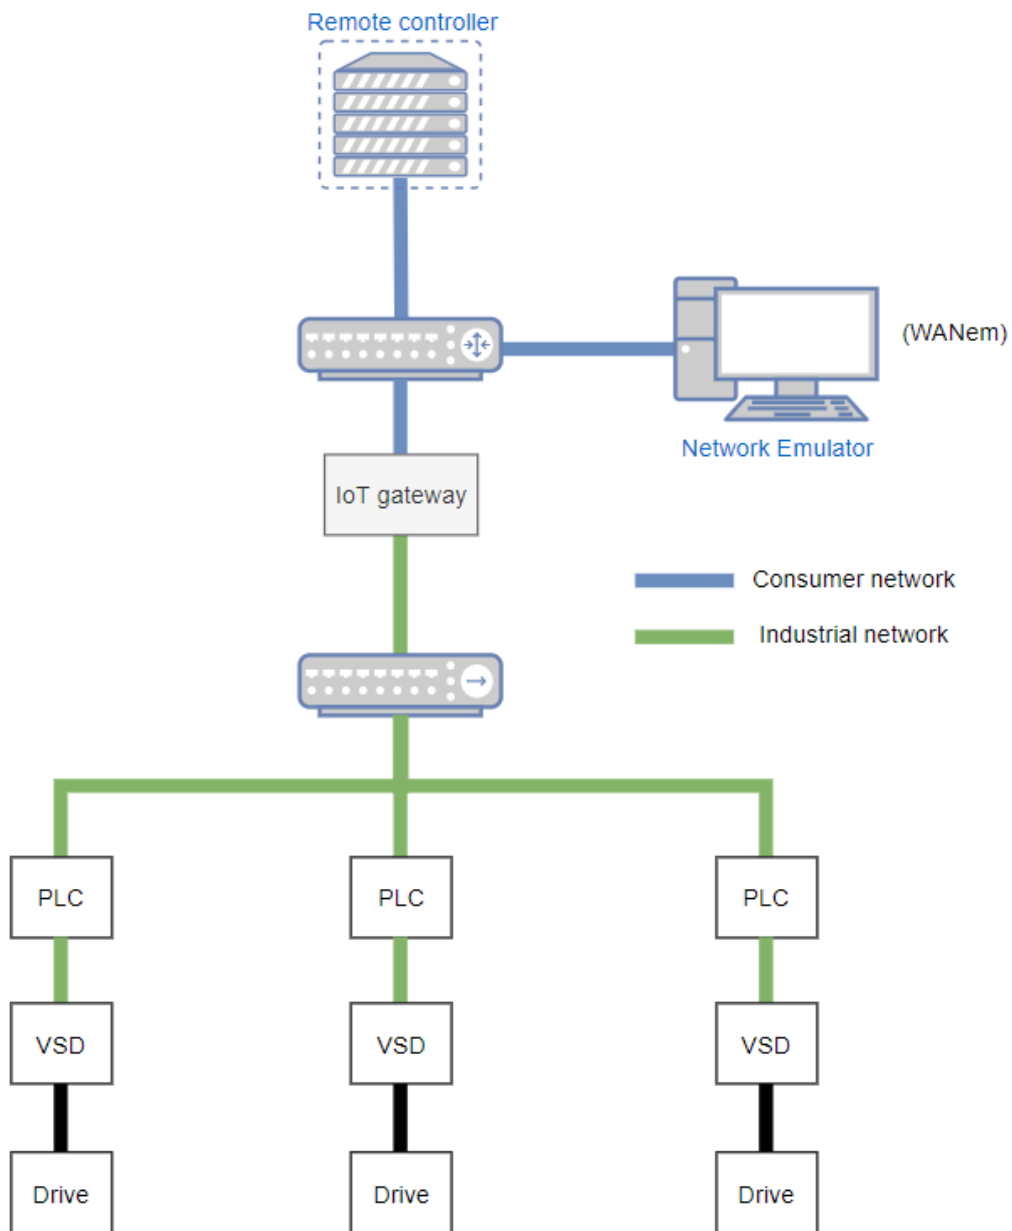 Remote controller
(WANem)
Network Emulator
IoT gateway
Consumer network
Industrial network
PLC
PLC
PLC
VSD
VSD
VSD
Drive
Drive
Drive